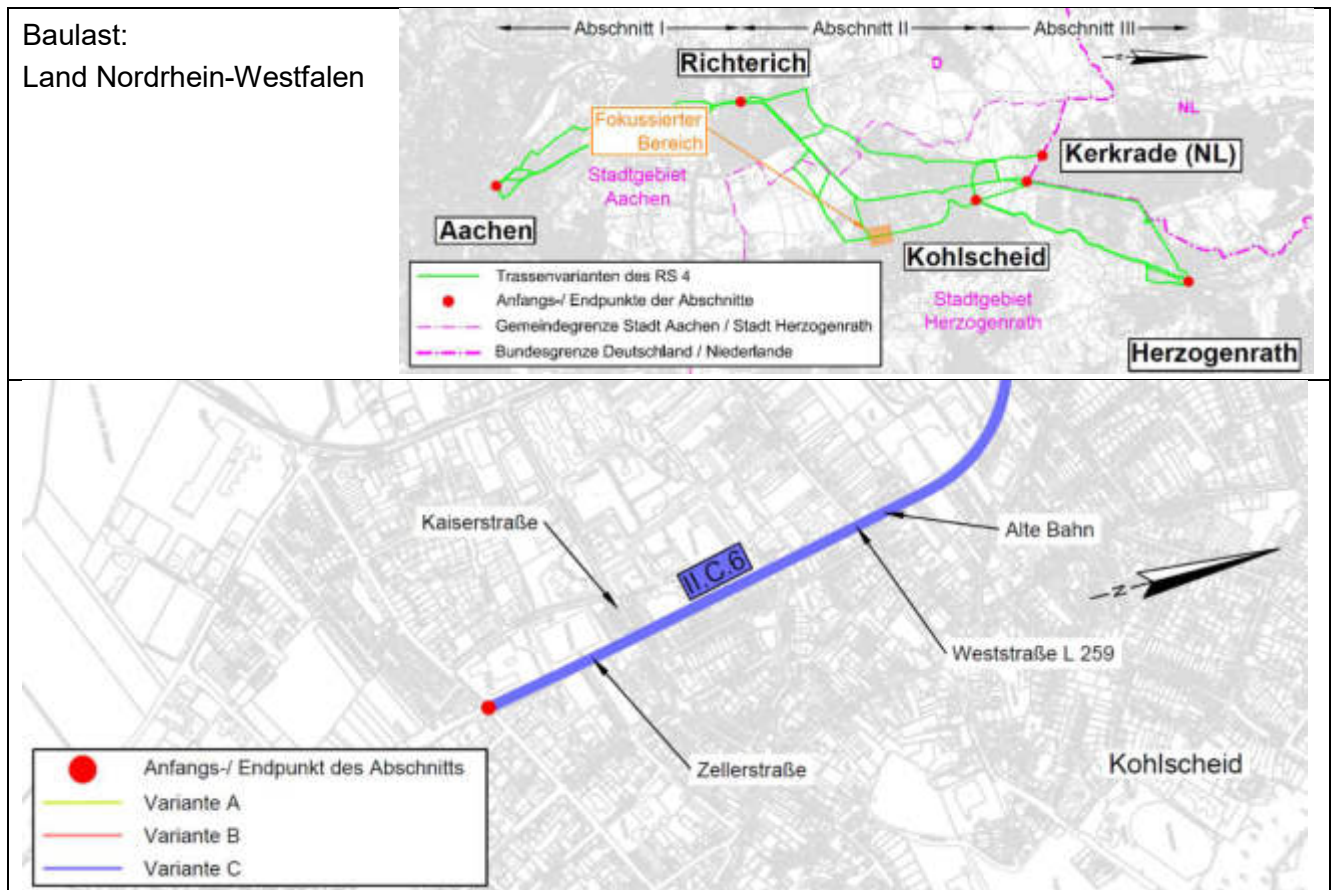 Baulast:
Land Nordrhein-Westfalen
Abschnitt I
Abschnitt II
Abschnitt III
Richterich
D
N
NL
Fokussierter
Bereich
Kerkrade (NL)
Stadtgebiet
Aachen
Aachen
Kohlscheid
Stadtgebiet
Herzogenrath
Herzogenrath
Trassenvarianten des RS 4
Anfangs-/ Endpunkte der Abschnitte
Gemeindegrenze Stadt Aachen / Stadt Herzogenrath
Bundesgrenze Deutschland / Niederlande
Kaiserstraße
II.C.6
Alte Bahn
N
Weststraße L 259
Zellerstraße
Kohlscheid
Anfangs-/ Endpunkt des Abschnitts
Variante A
Variante B
Variante C